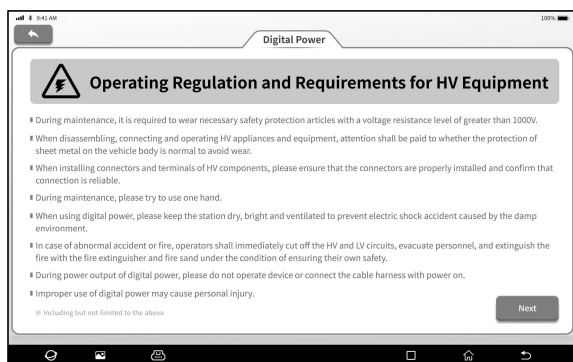 9:41 AM
100%
Digital Power
Operating Regulation and Requirements for HV Equipment
During maintenance, it is required to wear necessary safety protection articles with a voltage resistance level of greater than 1000V.
When disassembling, connecting and operating HV appliances and equipment, attention shall be paid to whether the protection of
sheet metal on the vehicle body is normal to avoid wear.
When installing connectors and terminals of HV components, please ensure that the connectors are properly installed and confirm that
connection is reliable.
During maintenance, please try to use one hand.
When using digital power, please keep the station dry, bright and ventilated to prevent electric shock accident caused by the damp
environment.
In case of abnormal accident or fire, operators shall immediately cut off the HV and LV circuits, evacuate personnel, and extinguish the
fire with the fire extinguisher and fire sand under the condition of ensuring their own safety.
During power output of digital power, please do not operate device or connect the cable harness with power on.
Improper use of digital power may cause personal injury.
※ Including but not limited to the above
Next